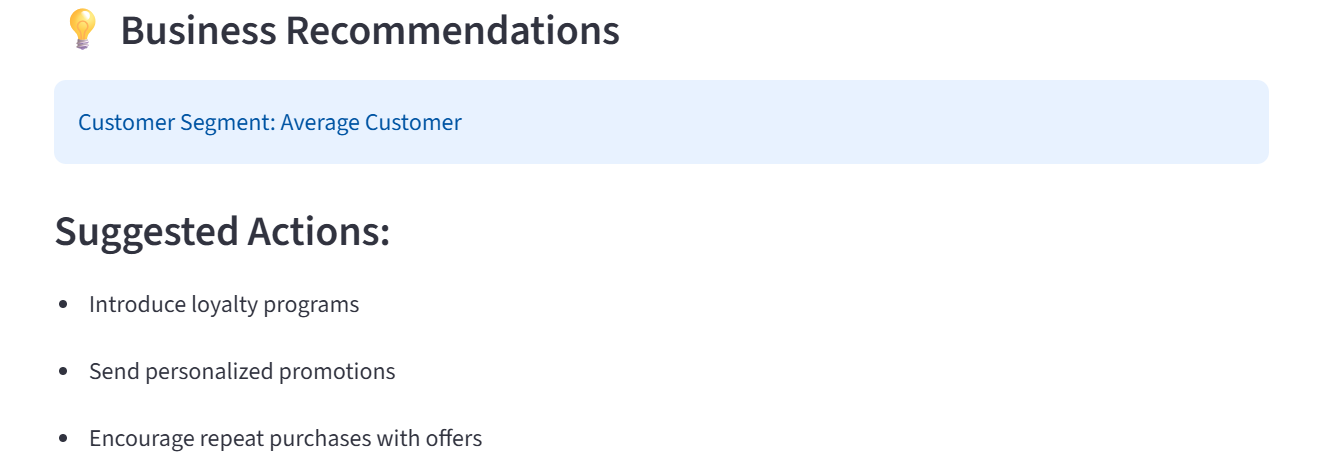 💡 Business Recommendations
Customer Segment: Average Customer
Suggested Actions:
• Introduce loyalty programs
• Send personalized promotions
• Encourage repeat purchases with offers